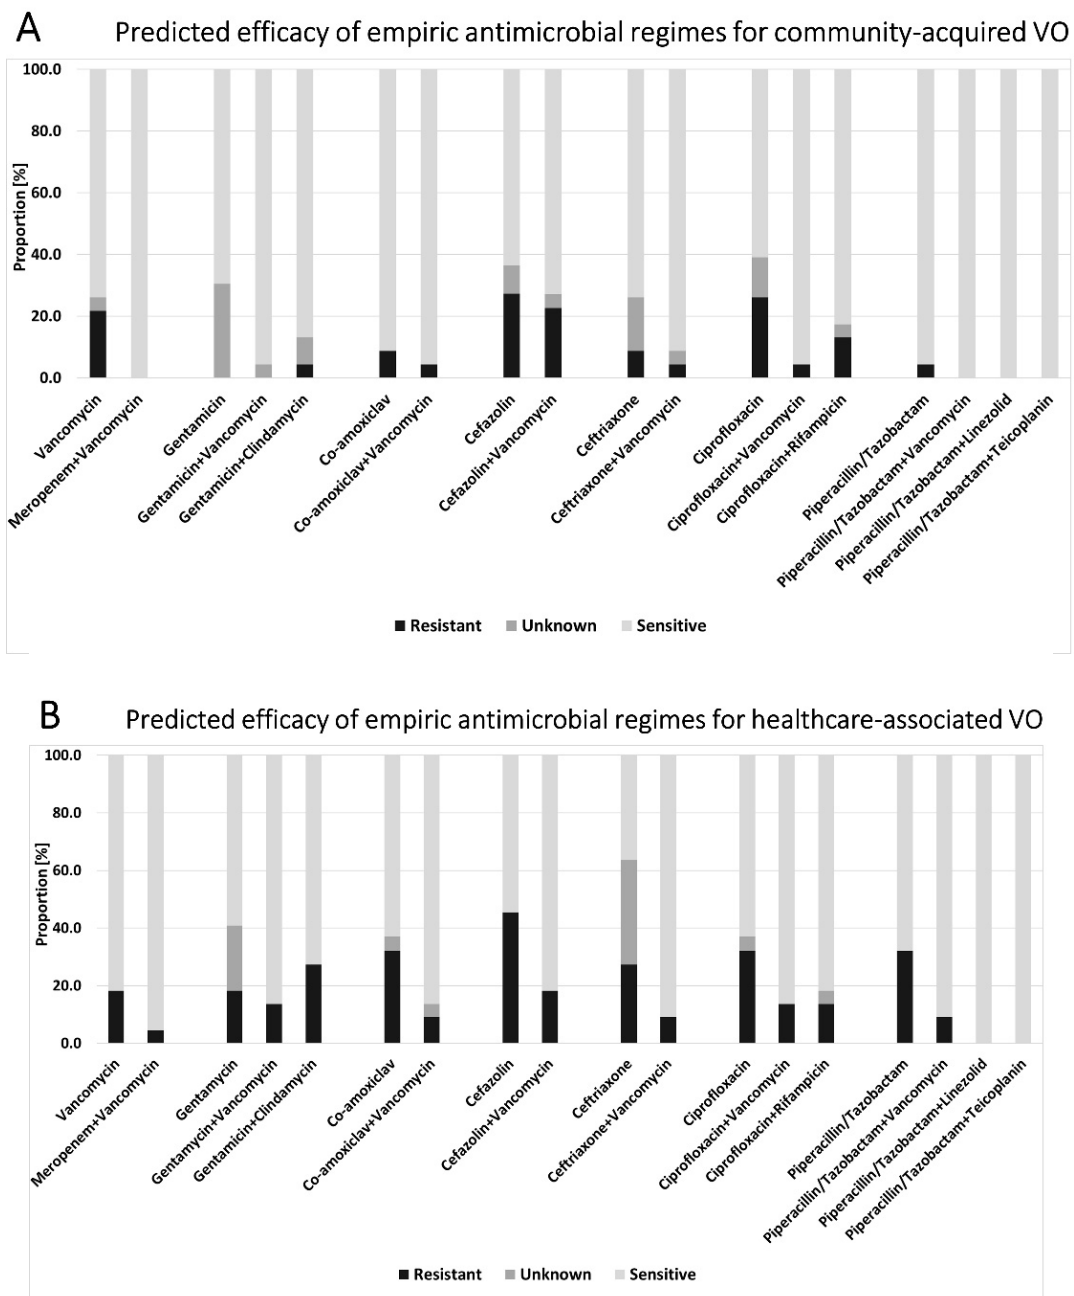 A
Predicted efficacy of empiric antimicrobial regimes for community-acquired VO
Proportion [%]
100.0
80.0
60.0
40.0
20.0
0.0
Vancomycin
Meropenem+Vancomycin
Gentamicin
Gentamicin+Vancomycin
Gentamicin+Clindamycin
Co-amoxiclav
Co-amoxiclav+Vancomycin
Cefazolin
Cefazolin+Vancomycin
Ceftriaxone
Ceftriaxone+Vancomycin
Ciprofloxacin
Ciprofloxacin+Vancomycin
Ciprofloxacin+Rifampicin
Piperacillin/Tazobactam
Piperacillin/Tazobactam+Vancomycin
Piperacillin/Tazobactam+Linezolid
Piperacillin/Tazobactam+Teicoplanin
Resistant Unknown Sensitive
B
Predicted efficacy of empiric antimicrobial regimes for healthcare-associated VO
Proportion [%]
100.0
80.0
60.0
40.0
20.0
0.0
Vancomycin
Meropenem+Vancomycin
Gentamycin
Gentamycin+Vancomycin
Gentamicin+Clindamycin
Co-amoxiclav
Co-amoxiclav+Vancomycin
Cefazolin
Cefazolin+Vancomycin
Ceftriaxone
Ceftriaxone+Vancomycin
Ciprofloxacin
Ciprofloxacin+Vancomycin
Ciprofloxacin+Rifampicin
Piperacillin/Tazobactam
Piperacillin/Tazobactam+Vancomycin
Piperacillin/Tazobactam+Linezolid
Piperacillin/Tazobactam+Teicoplanin
Resistant Unknown Sensitive